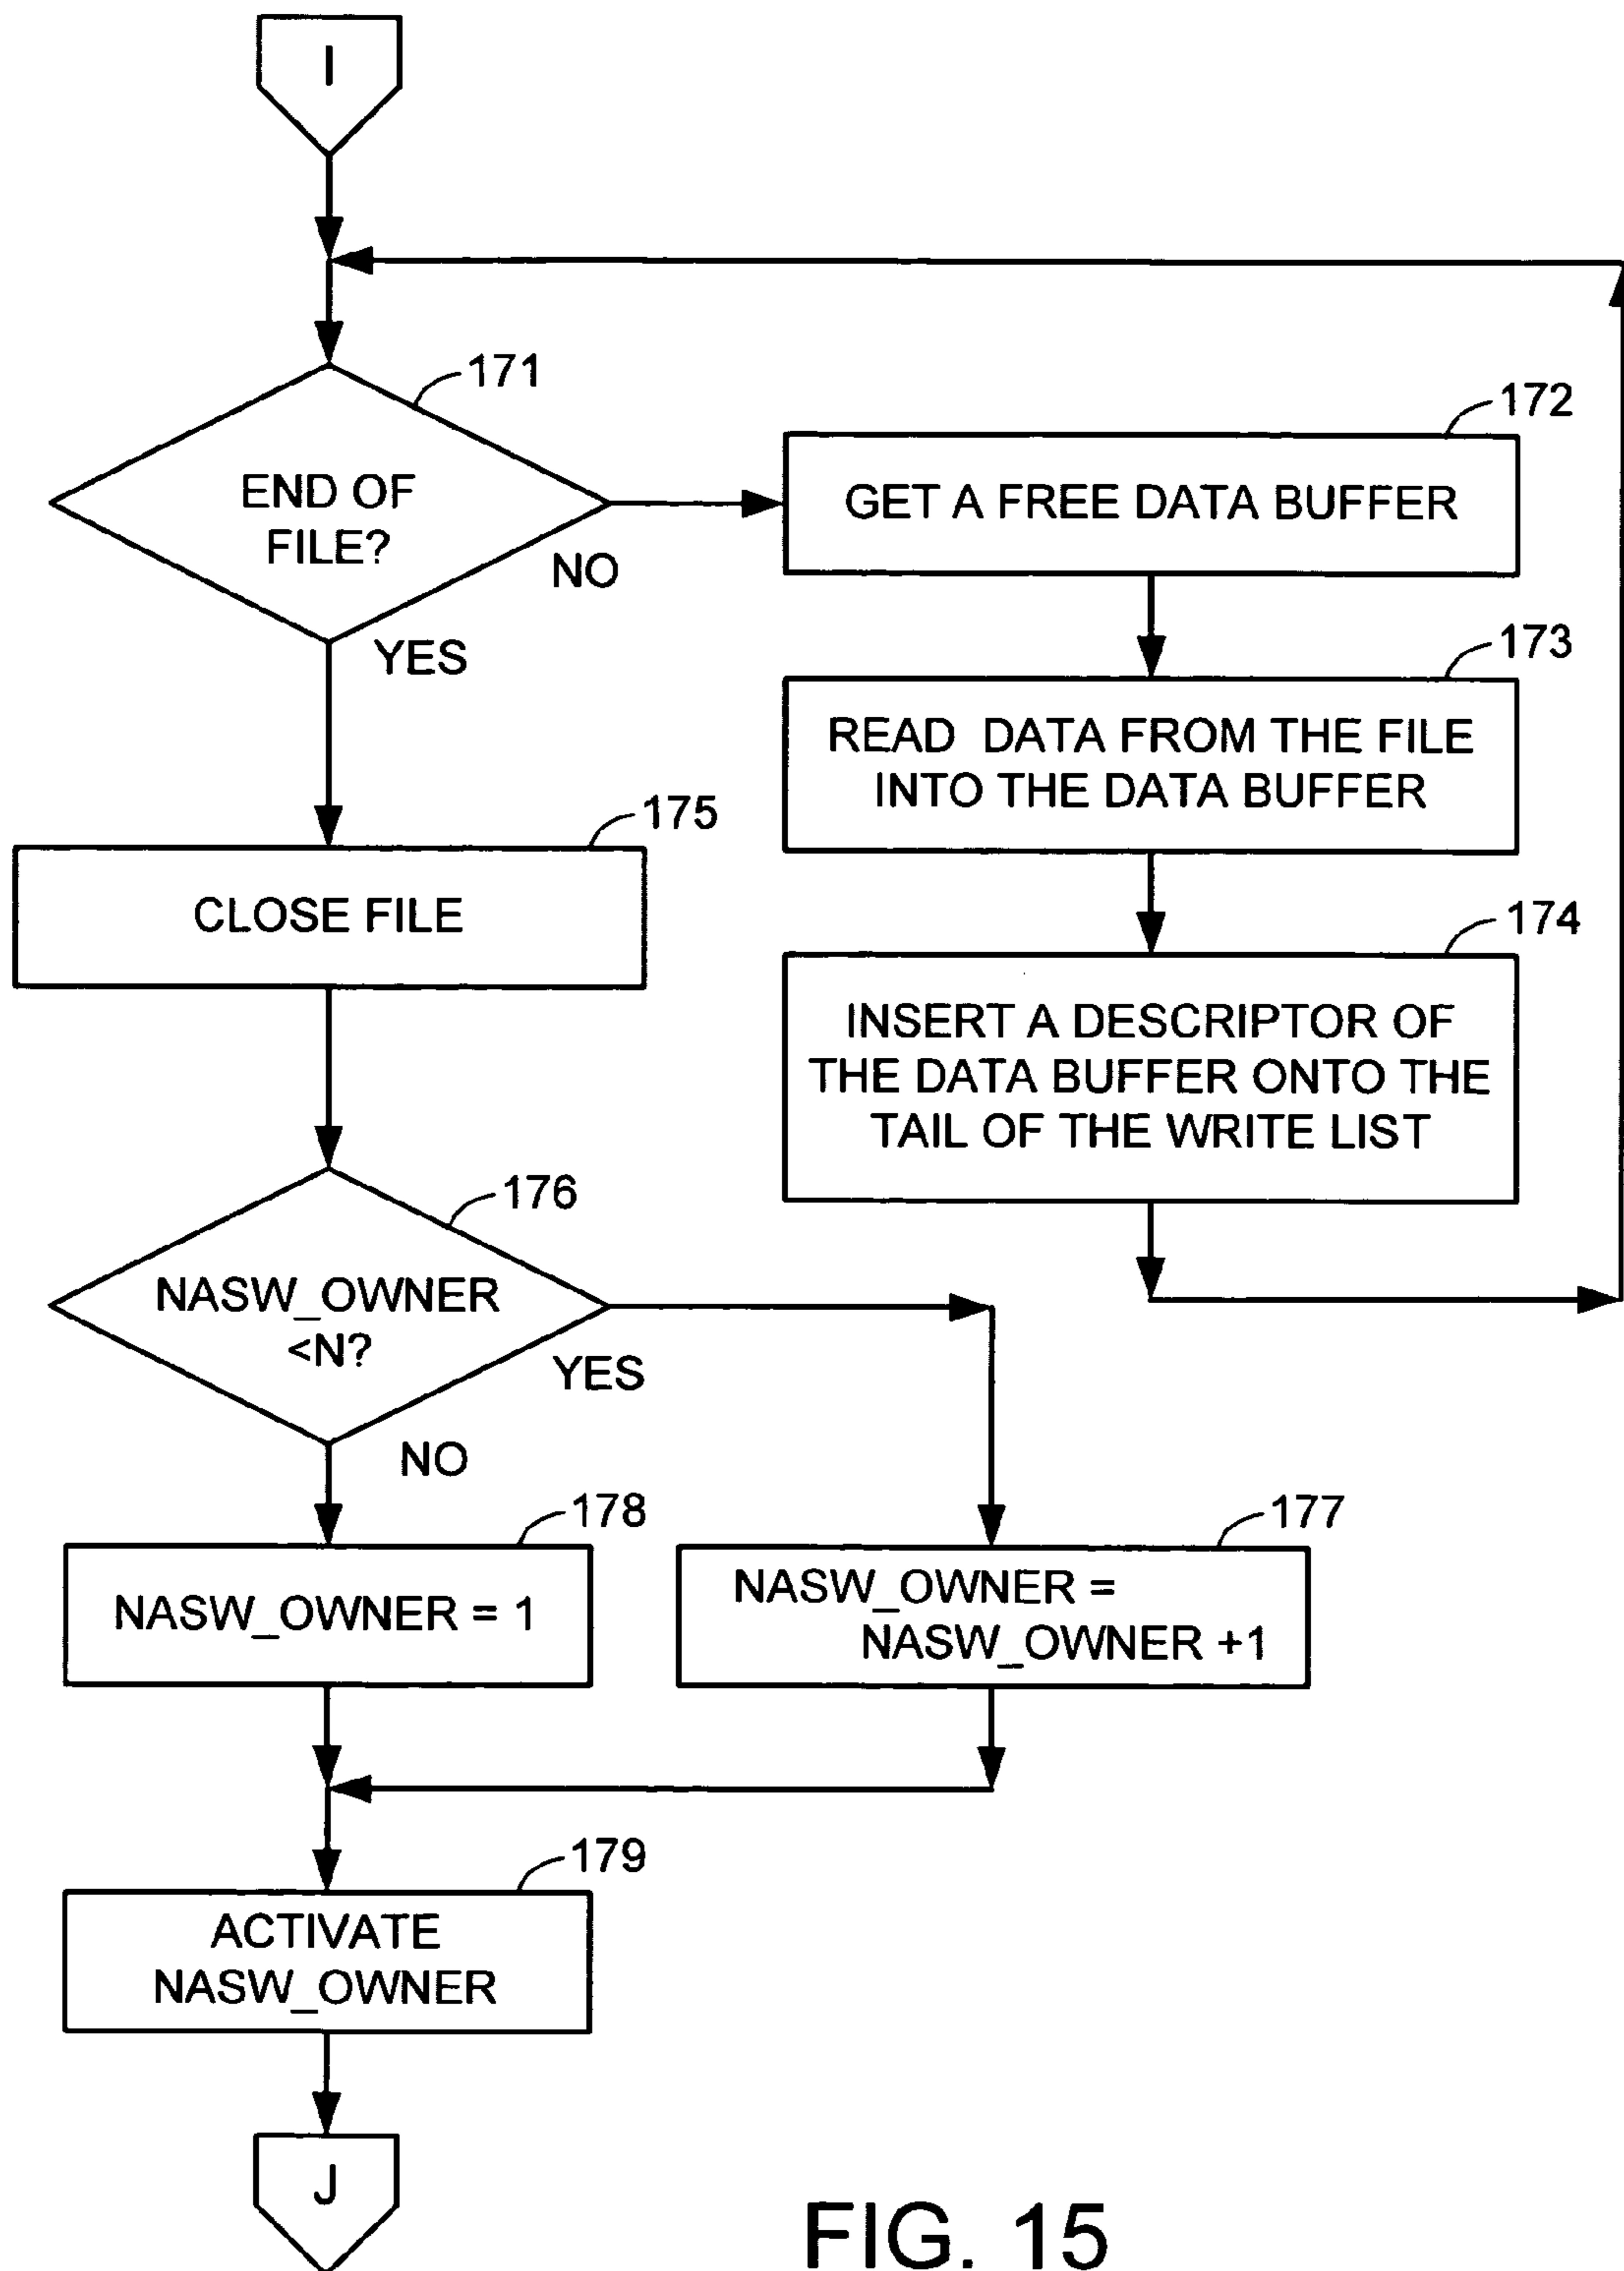 I
171
END OF
FILE?
NO
YES
172
GET A FREE DATA BUFFER
173
READ DATA FROM THE FILE
INTO THE DATA BUFFER
174
INSERT A DESCRIPTOR OF
THE DATA BUFFER ONTO THE
TAIL OF THE WRITE LIST
175
CLOSE FILE
176
NASW_OWNER
<N?
YES
NO
178
NASW_OWNER = 1
177
NASW_OWNER =
NASW_OWNER +1
179
ACTIVATE
NASW_OWNER
J
FIG. 15